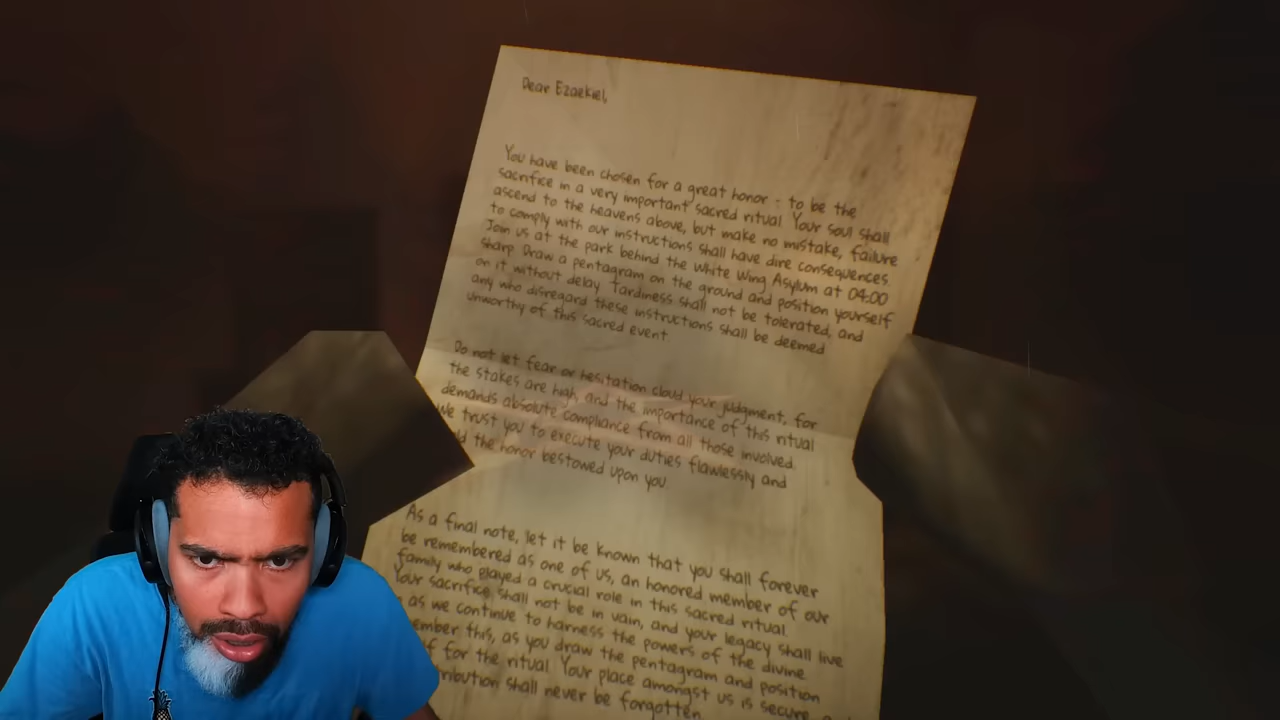 Dear Ezaekiel,
You have been chosen for a great honor - to be the
sacrifice in a very important sacred ritual. Your soul shall
ascend to the heavens above, but make no mistake, failure
to comply with our instructions shall have dire consequences.
Join us at the park behind the White Wing Asylum at 04:00
sharp. Draw a pentagram on the ground and position yourself
on it without delay. Tardiness shall not be tolerated, and
any who disregard these instructions shall be deemed
unworthy of this sacred event.
Do not let fear or hesitation cloud your judgment, for
the stakes are high, and the importance of this ritual
demands absolute compliance from all those involved.
We trust you to execute your duties flawlessly and
the honor bestowed upon you.
As a final note, let it be known that you shall forever
be remembered as one of us, an honored member of our
family who played a crucial role in this sacred ritual.
Your sacrifice shall not be in vain, and your legacy shall live
as we continue to harness the powers of the divine
this, as you draw the pentagram and position
for the ritual. Your place amongst us is secure
shall never be forgotten.